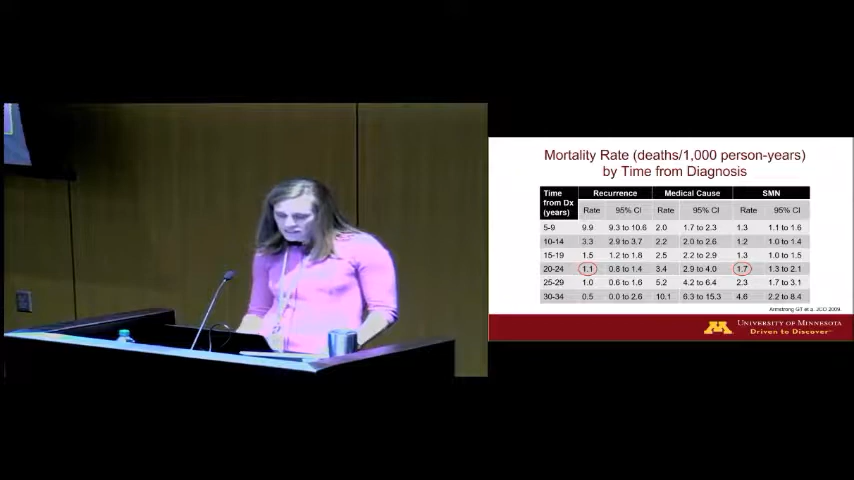 Mortality Rate (deaths/1,000 person-years)
by Time from Diagnosis
Time from Dx (years) Recurrence Medical Cause SMN
Rate 95% CI Rate 95% CI Rate 95% CI
5-9 9.9 9.3 to 10.6 2.0 1.7 to 2.3 1.3 1.1 to 1.6
10-14 3.3 2.9 to 3.7 2.2 2.0 to 2.6 1.2 1.0 to 1.4
15-19 1.5 1.2 to 1.8 2.5 2.2 to 2.9 1.3 1.0 to 1.5
20-24 1.1 0.8 to 1.4 3.4 2.9 to 4.0 1.7 1.3 to 2.1
25-29 1.0 0.6 to 1.6 5.2 4.2 to 6.4 2.3 1.7 to 3.1
30-34 0.5 0.0 to 2.6 10.1 6.3 to 15.3 4.6 2.2 to 8.4
Armstrong GT et a. JCO 2009.
M UNIVERSITY OF MINNESOTA
Driven to Discover